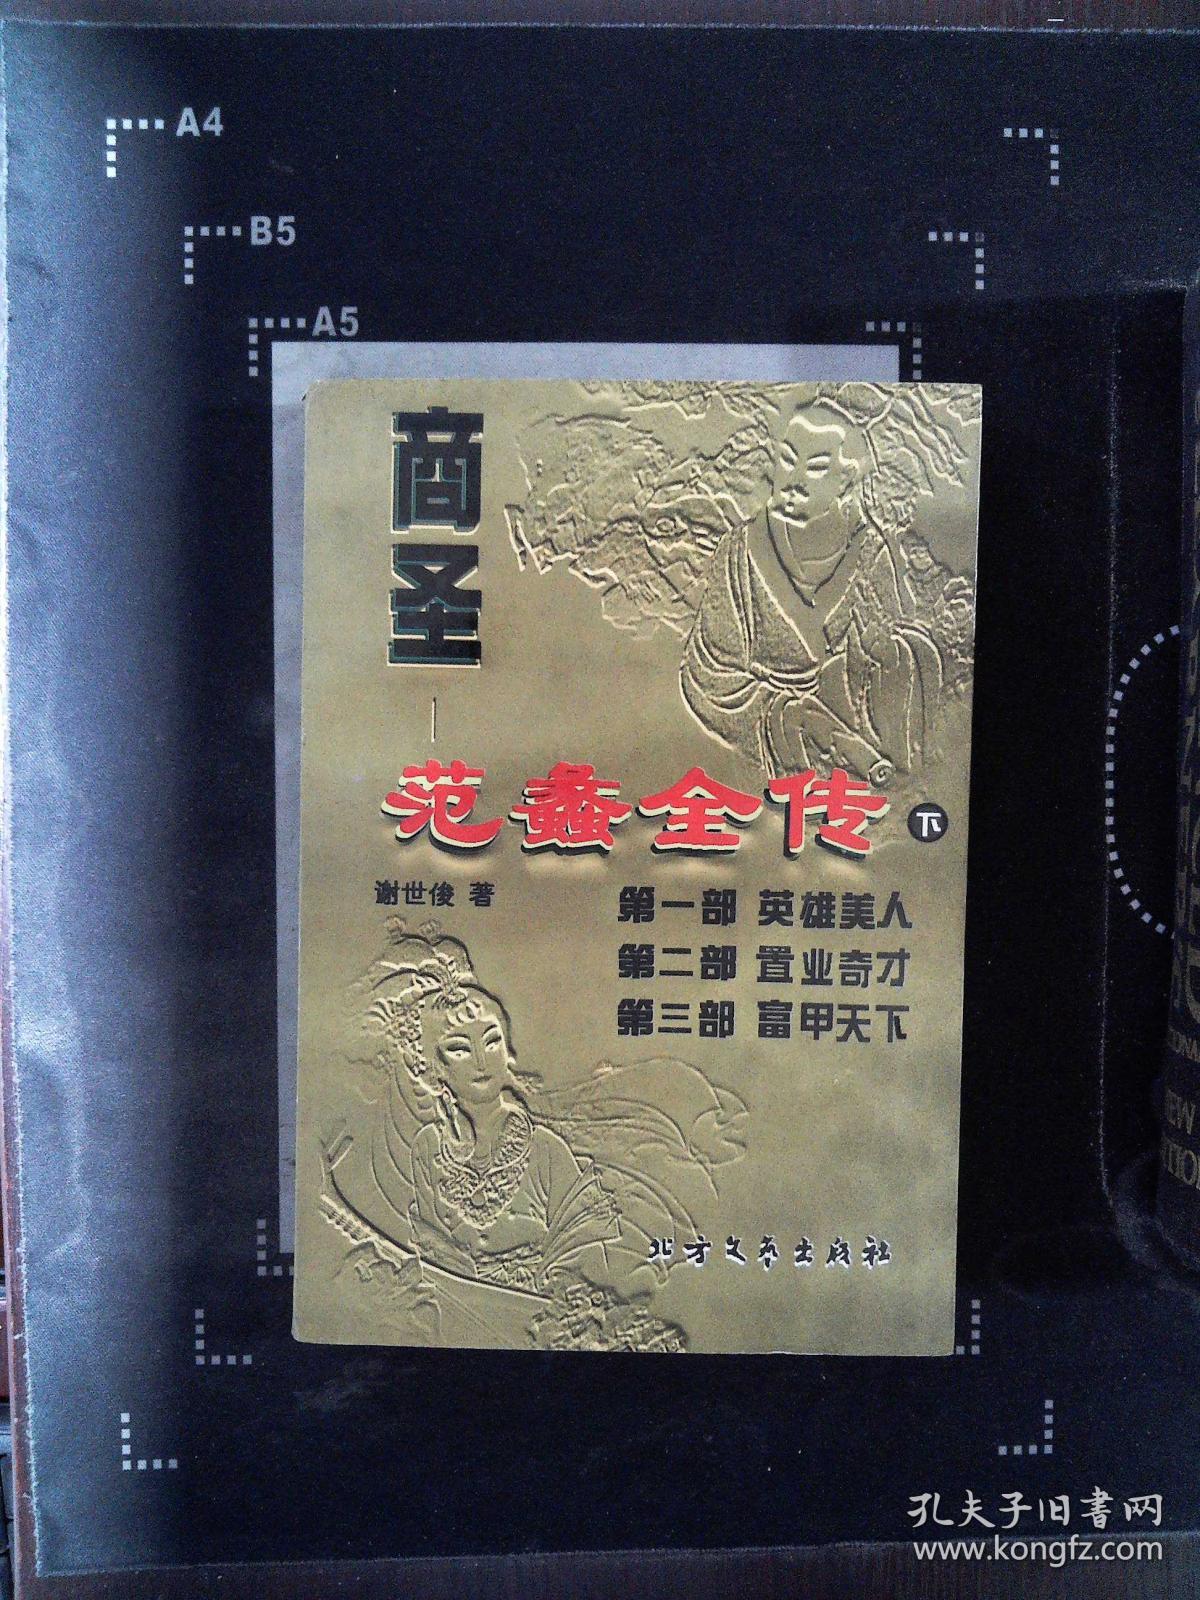 A4
B5
A5
商圣
—
范蠡全传 下
谢世俊 著
第一部 英雄美人
第二部 置业奇才
第三部 富甲天下
北方文艺出版社
孔夫子旧书网
www.kongfz.com